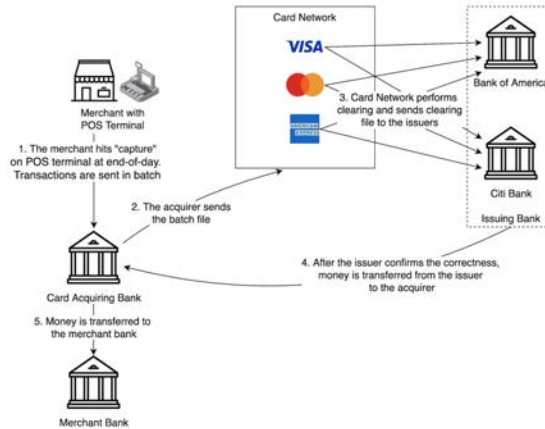 Card Network
VISA
AMERICAN
EXPRESS
Merchant with
POS Terminal
1. The merchant hits "capture"
on POS terminal at end-of-day.
Transactions are sent in batch
2. The acquirer sends
the batch file
3. Card Network performs
clearing and sends clearing
file to the issuers
Bank of America
Citi Bank
Issuing Bank
4. After the issuer confirms the correctness,
money is transferred from the issuer
to the acquirer
Card Acquiring Bank
5. Money is transferred to
the merchant bank
Merchant Bank